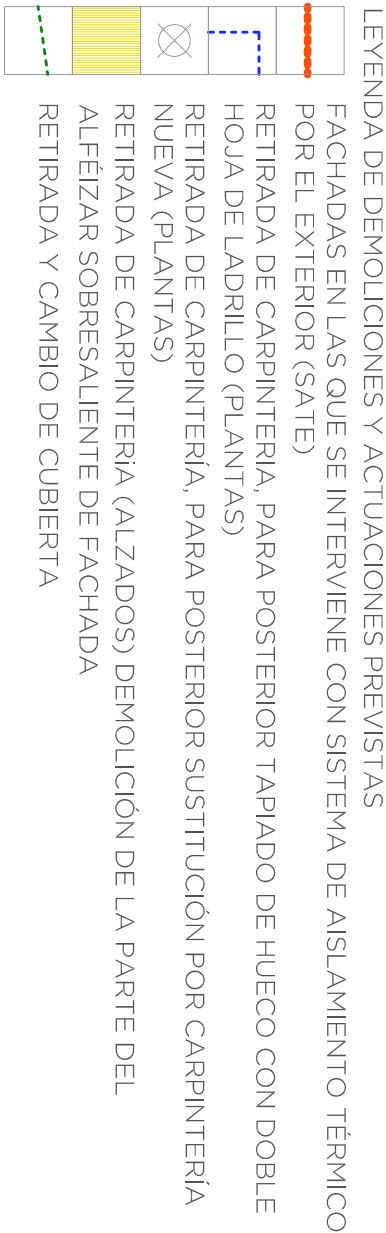 LEYENDA DE DEMOLICIONES Y ACTUACIONES PREVISTAS
FACHADAS EN LAS QUE SE INTERVIENE CON SISTEMA DE AISLAMIENTO TÉRMICO
POR EL EXTERIOR (SATE)
RETIRADA DE CARPINTERIA, PARA POSTERIOR TAPIADO DE HUECO CON DOBLE
HOJA DE LADRILLO (PLANTAS)
RETIRADA DE CARPINTERÍA, PARA POSTERIOR SUSTITUCIÓN POR CARPINTERÍA
NUEVA (PLANTAS)
RETIRADA DE CARPINTERiA (ALZADOS) DEMOLICIÓN DE LA PARTE DEL
ALFÉIZAR SOBRESALIENTE DE FACHADA
RETIRADA Y CAMBIO DE CUBIERTA